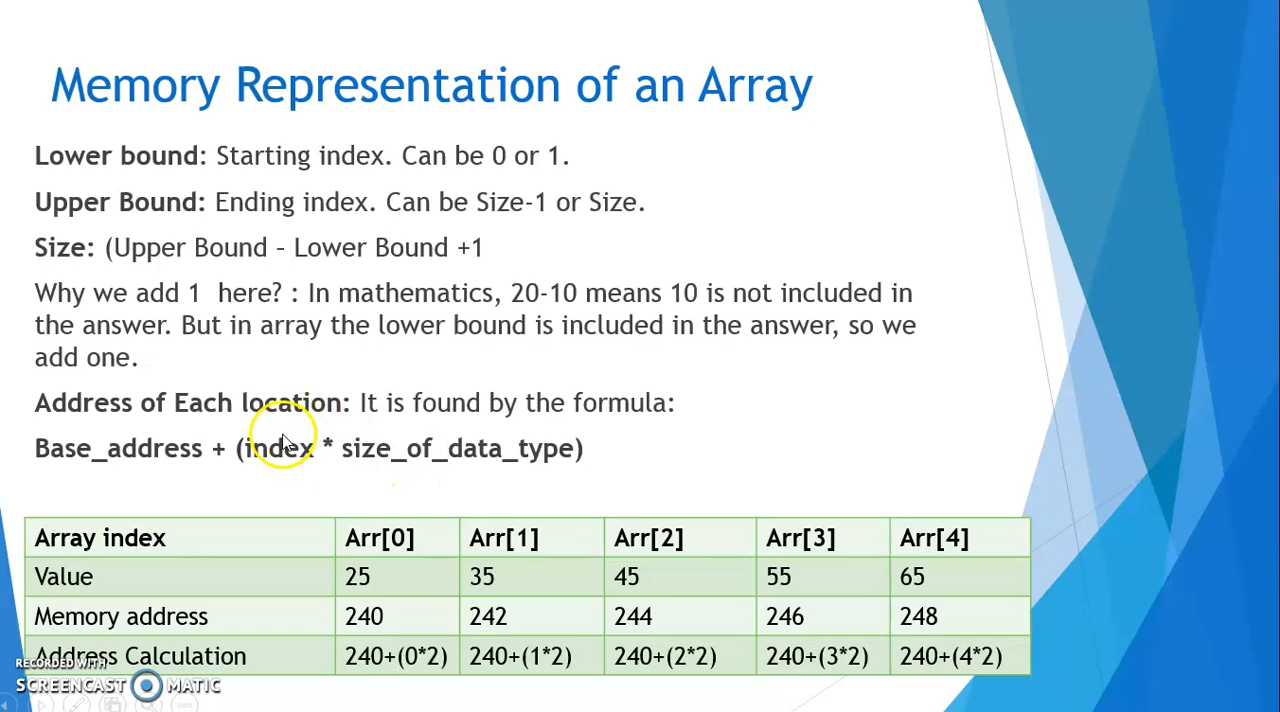 Memory Representation of an Array
Lower bound: Starting index. Can be 0 or 1.
Upper Bound: Ending index. Can be Size-1 or Size.
Size: (Upper Bound – Lower Bound +1
Why we add 1  here? : In mathematics, 20-10 means 10 is not included in
the answer. But in array the lower bound is included in the answer, so we
add one.
Address of Each location: It is found by the formula:
Base_address + (index * size_of_data_type)
Array index Arr[0] Arr[1] Arr[2] Arr[3] Arr[4]
Value 25 35 45 55 65
Memory address 240 242 244 246 248
Address Calculation 240+(0*2) 240+(1*2) 240+(2*2) 240+(3*2) 240+(4*2)
RECORDED WITH
SCREENCAST MATIC